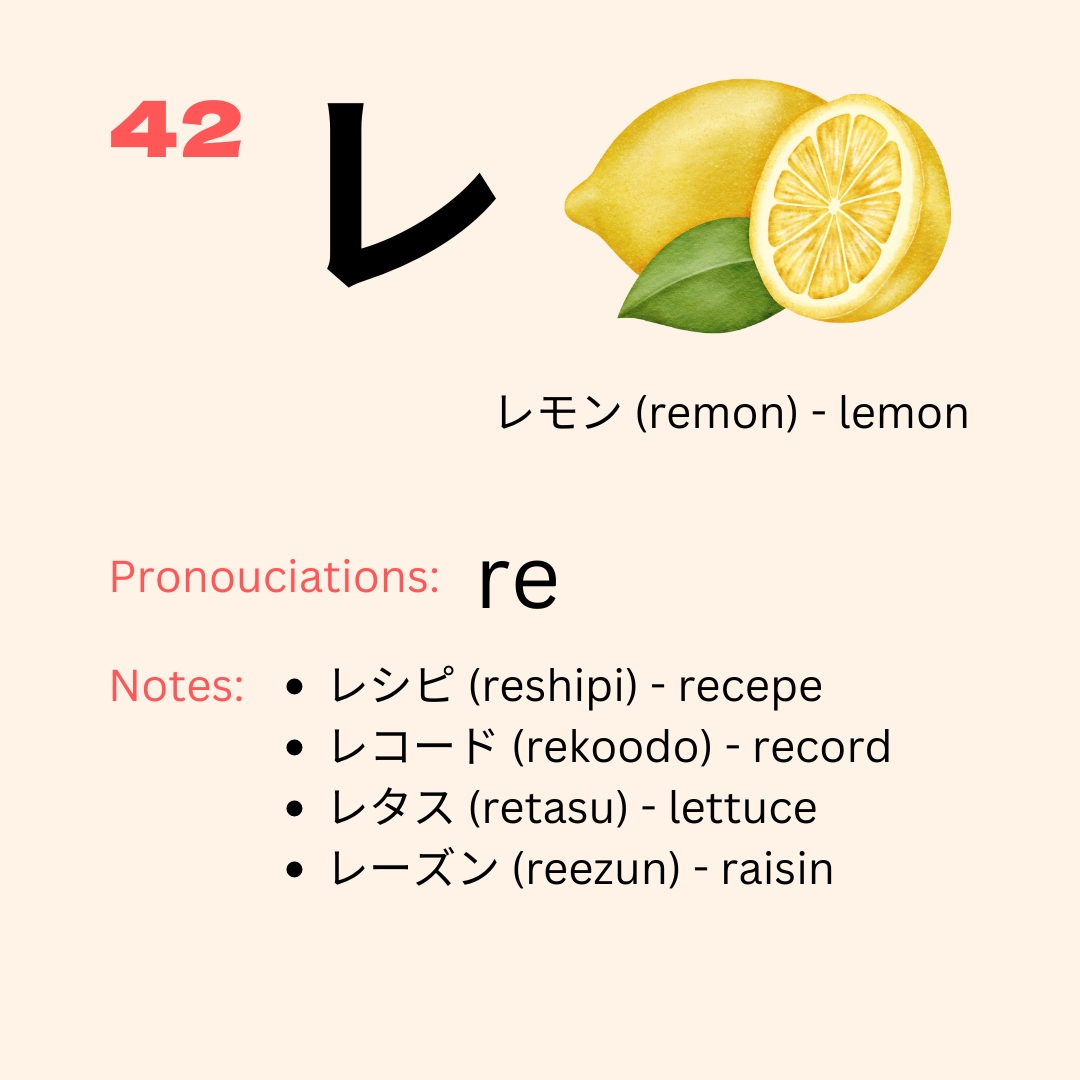 42
レ
レモン (remon) - lemon
Pronouciations: re
Notes:
• レシピ (reshipi) - recepe
• レコード (rekoodo) - record
• レタス (retasu) - lettuce
• レーズン (reezun) - raisin